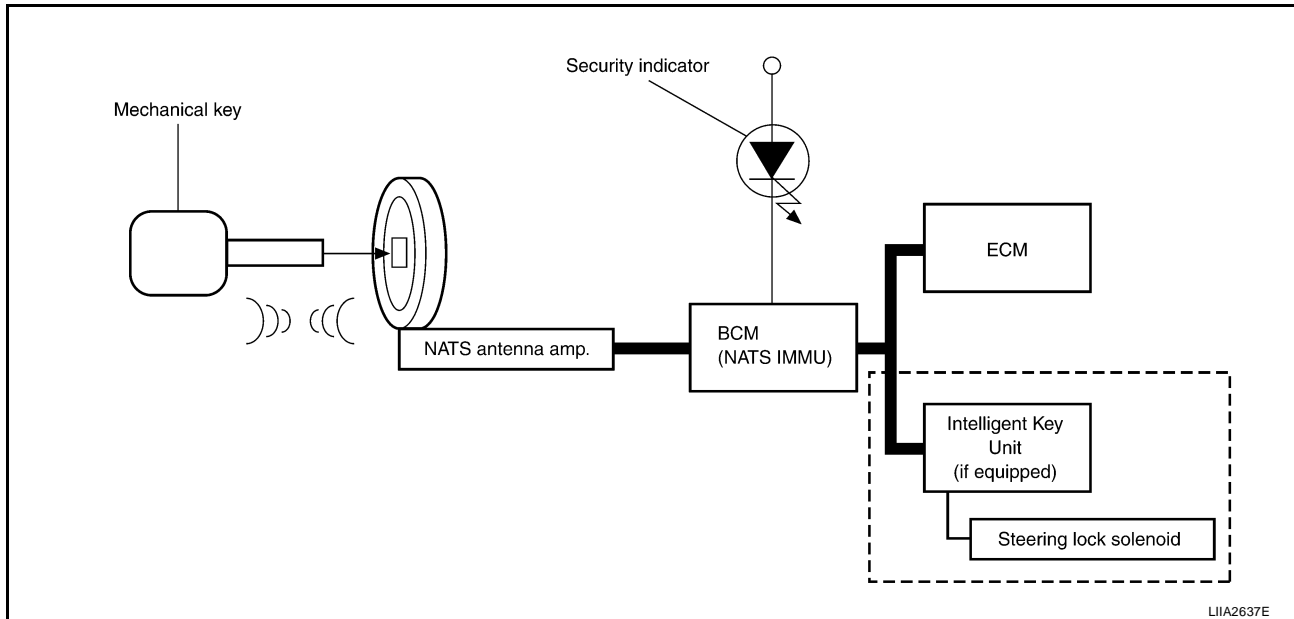 Security indicator
Mechanical key
ECM
BCM
(NATS IMMU)
NATS antenna amp.
Intelligent Key
Unit
(if equipped)
Steering lock solenoid
LIIA2637E